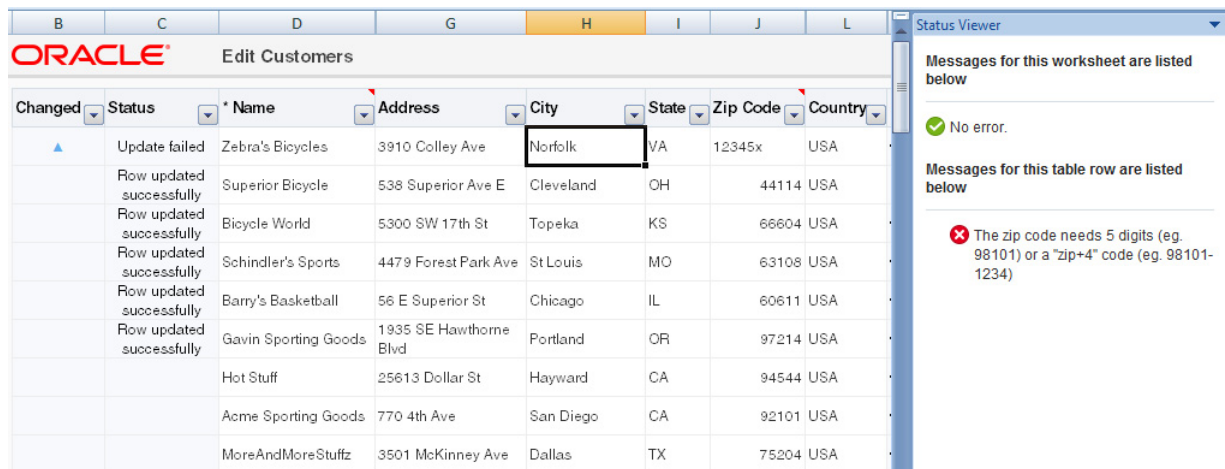 B C D G H I J L
Status Viewer
ORACLE® Edit Customers
Messages for this worksheet are listed
below
No error.
Messages for this table row are listed
below
The zip code needs 5 digits (eg.
98101) or a "zip+4" code (eg. 98101-
1234)
Changed Status * Name Address City State Zip Code Country
Update failed Zebra's Bicycles 3910 Colley Ave Norfolk VA 12345x USA
Row updated
successfully Superior Bicycle 538 Superior Ave E Cleveland OH 44114 USA
Row updated
successfully Bicycle World 5300 SW 17th St Topeka KS 66604 USA
Row updated
successfully Schindler's Sports 4479 Forest Park Ave St Louis MO 63108 USA
Row updated
successfully Barry's Basketball 56 E Superior St Chicago IL 60611 USA
Row updated
successfully Gavin Sporting Goods 1935 SE Hawthorne
Blvd Portland OR 97214 USA
Hot Stuff 25613 Dollar St Hayward CA 94544 USA
Acme Sporting Goods 770 4th Ave San Diego CA 92101 USA
MoreAndMoreStuffz 3501 McKinney Ave Dallas TX 75204 USA